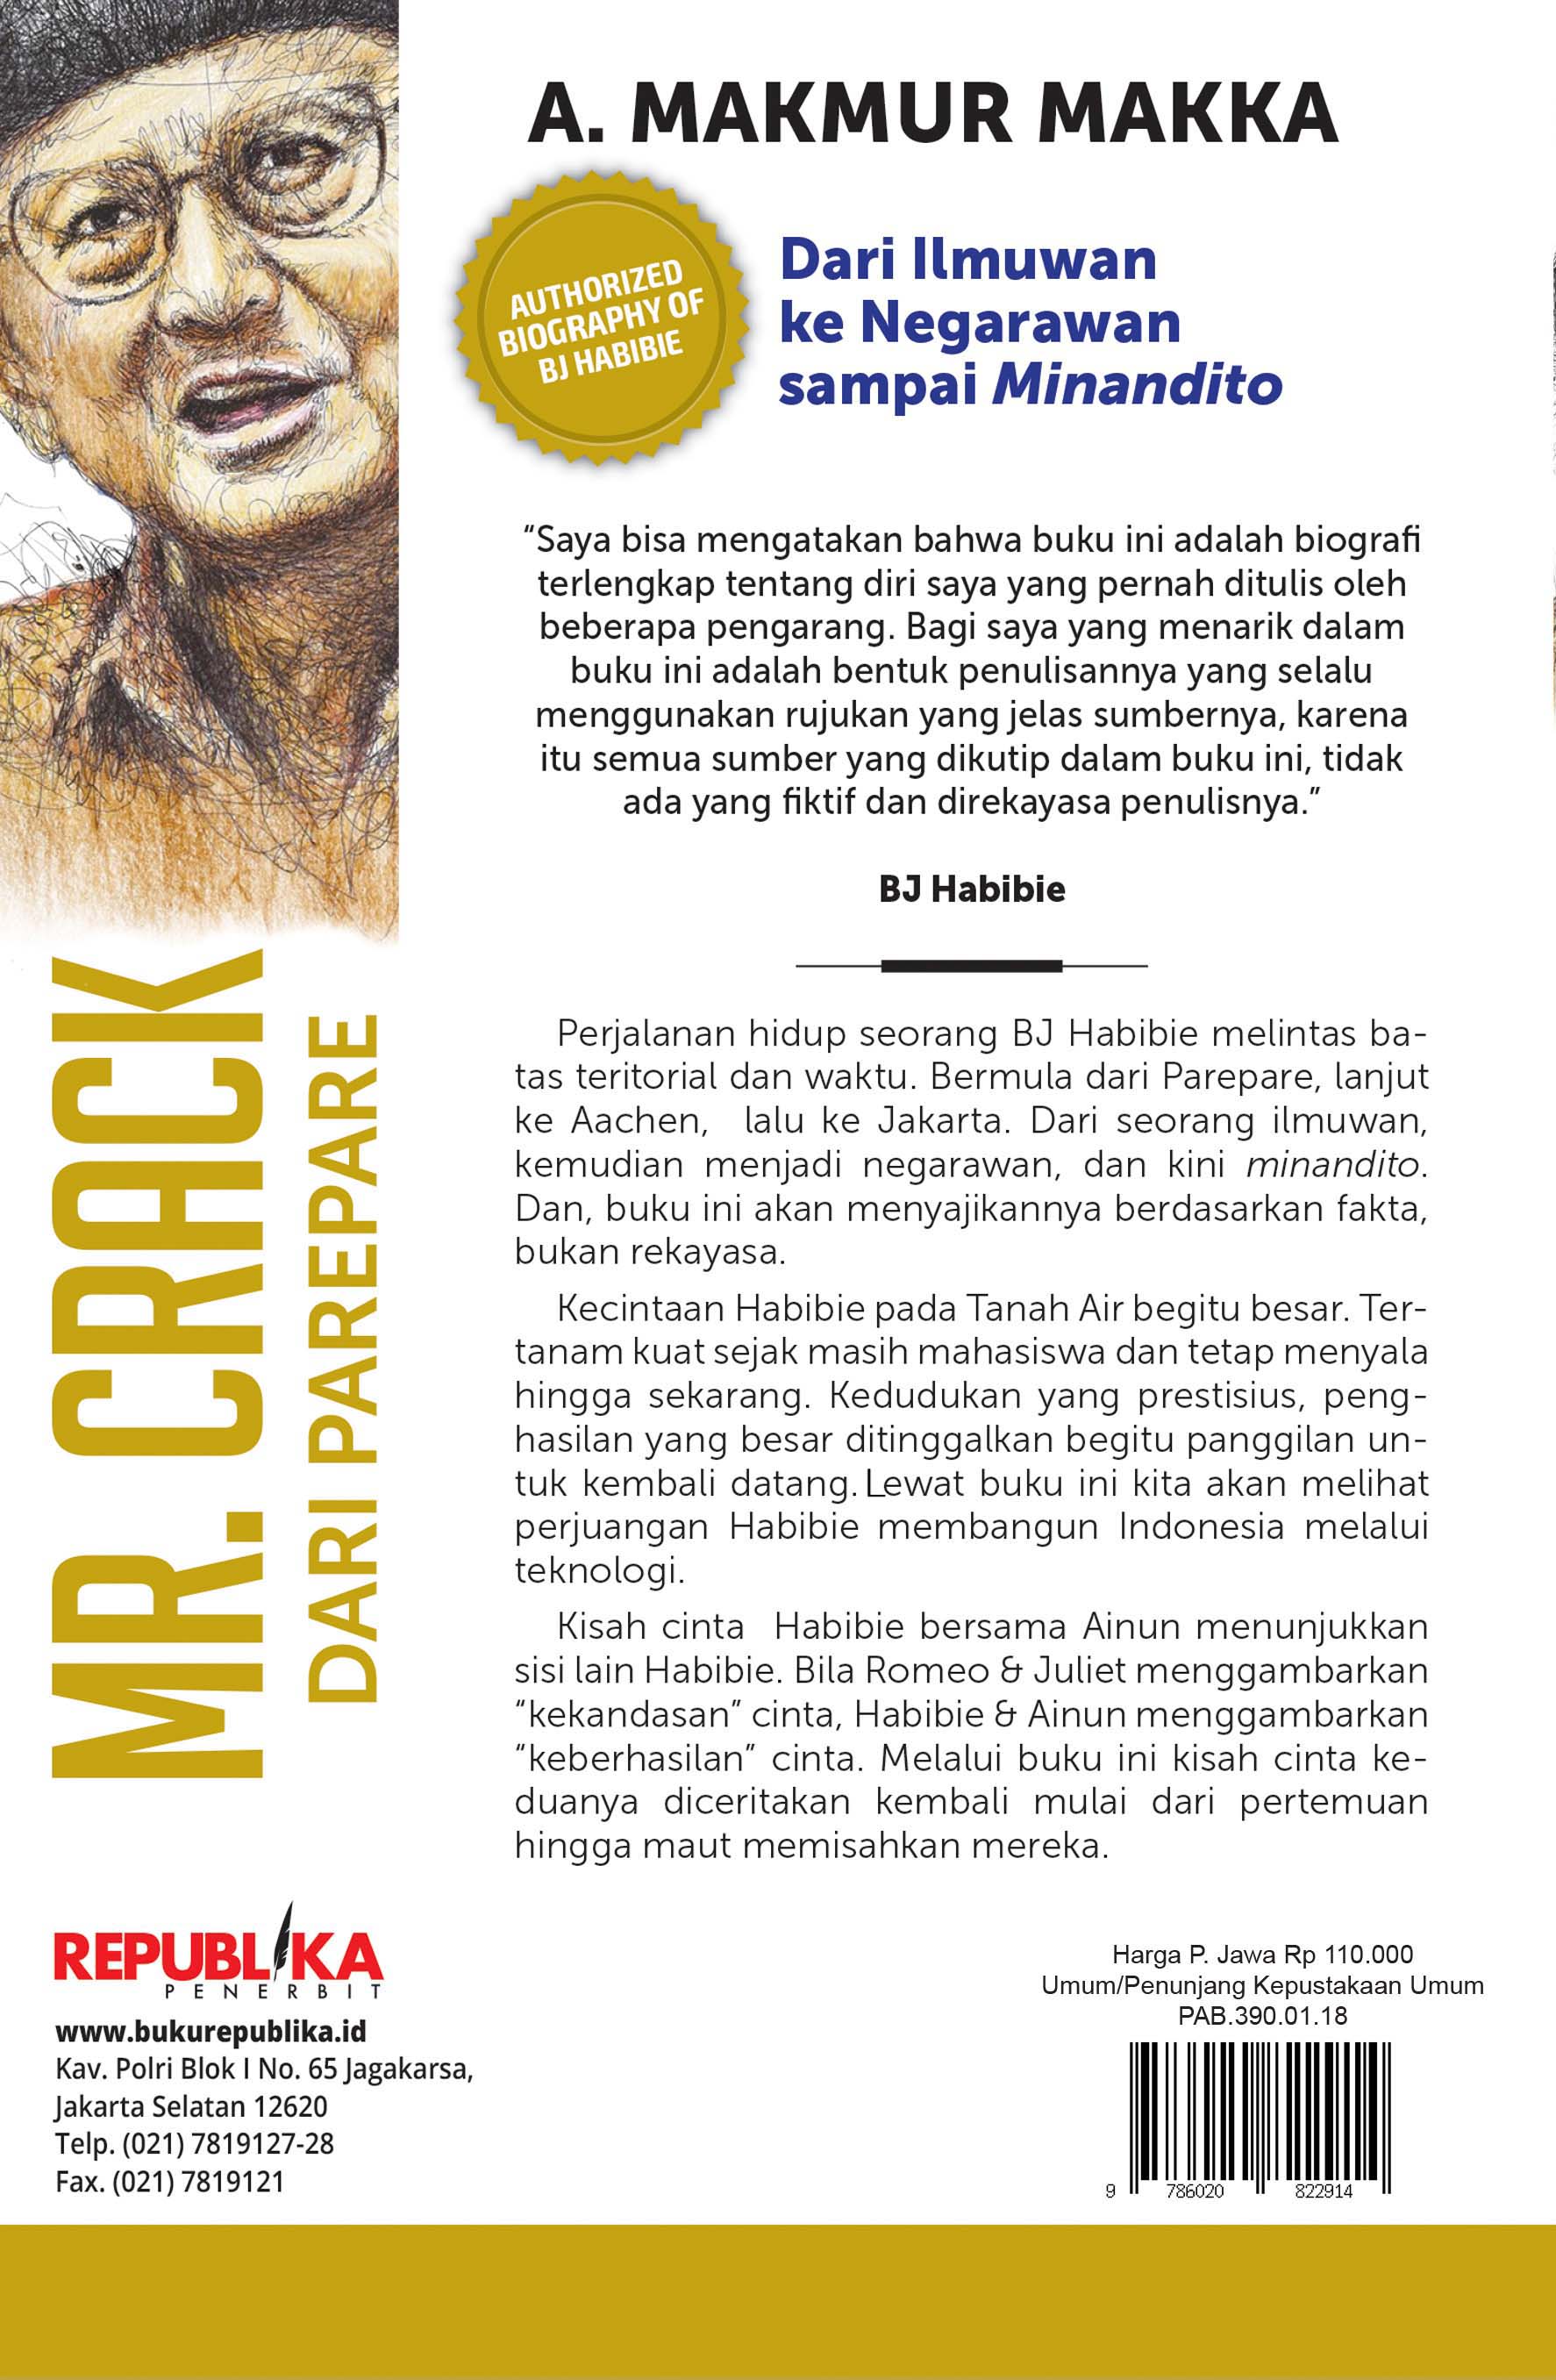 A. MAKMUR MAKKA
AUTHORIZED
BIOGRAPHY OF
BJ HABIBIE
Dari Ilmuwan
ke Negarawan
sampai Minandito
“Saya bisa mengatakan bahwa buku ini adalah biografi
terlengkap tentang diri saya yang pernah ditulis oleh
beberapa pengarang. Bagi saya yang menarik dalam
buku ini adalah bentuk penulisannya yang selalu
menggunakan rujukan yang jelas sumbernya, karena
itu semua sumber yang dikutip dalam buku ini, tidak
ada yang fiktif dan direkayasa penulisnya.”
BJ Habibie
Perjalanan hidup seorang BJ Habibie melintas ba-
tas teritorial dan waktu. Bermula dari Parepare, lanjut
ke Aachen, lalu ke Jakarta. Dari seorang ilmuwan,
kemudian menjadi negarawan, dan kini minandito.
Dan, buku ini akan menyajikannya berdasarkan fakta,
bukan rekayasa.
Kecintaan Habibie pada Tanah Air begitu besar. Ter-
tanam kuat sejak masih mahasiswa dan tetap menyala
hingga sekarang. Kedudukan yang prestisius, peng-
hasilan yang besar ditinggalkan begitu panggilan un-
tuk kembali datang. Lewat buku ini kita akan melihat
perjuangan Habibie membangun Indonesia melalui
teknologi.
Kisah cinta Habibie bersama Ainun menunjukkan
sisi lain Habibie. Bila Romeo & Juliet menggambarkan
“kekandasan” cinta, Habibie & Ainun menggambarkan
“keberhasilan” cinta. Melalui buku ini kisah cinta ke-
duanya diceritakan kembali mulai dari pertemuan
hingga maut memisahkan mereka.
MR. CRACK
DARI PAREPARE
REPUBLIKA
PENERBIT
www.bukurepublika.id
Kav. Polri Blok I No. 65 Jagakarsa,
Jakarta Selatan 12620
Telp. (021) 7819127-28
Fax. (021) 7819121
Harga P. Jawa Rp 110.000
Umum/Penunjang Kepustakaan Umum
PAB.390.01.18
9 786020 822914